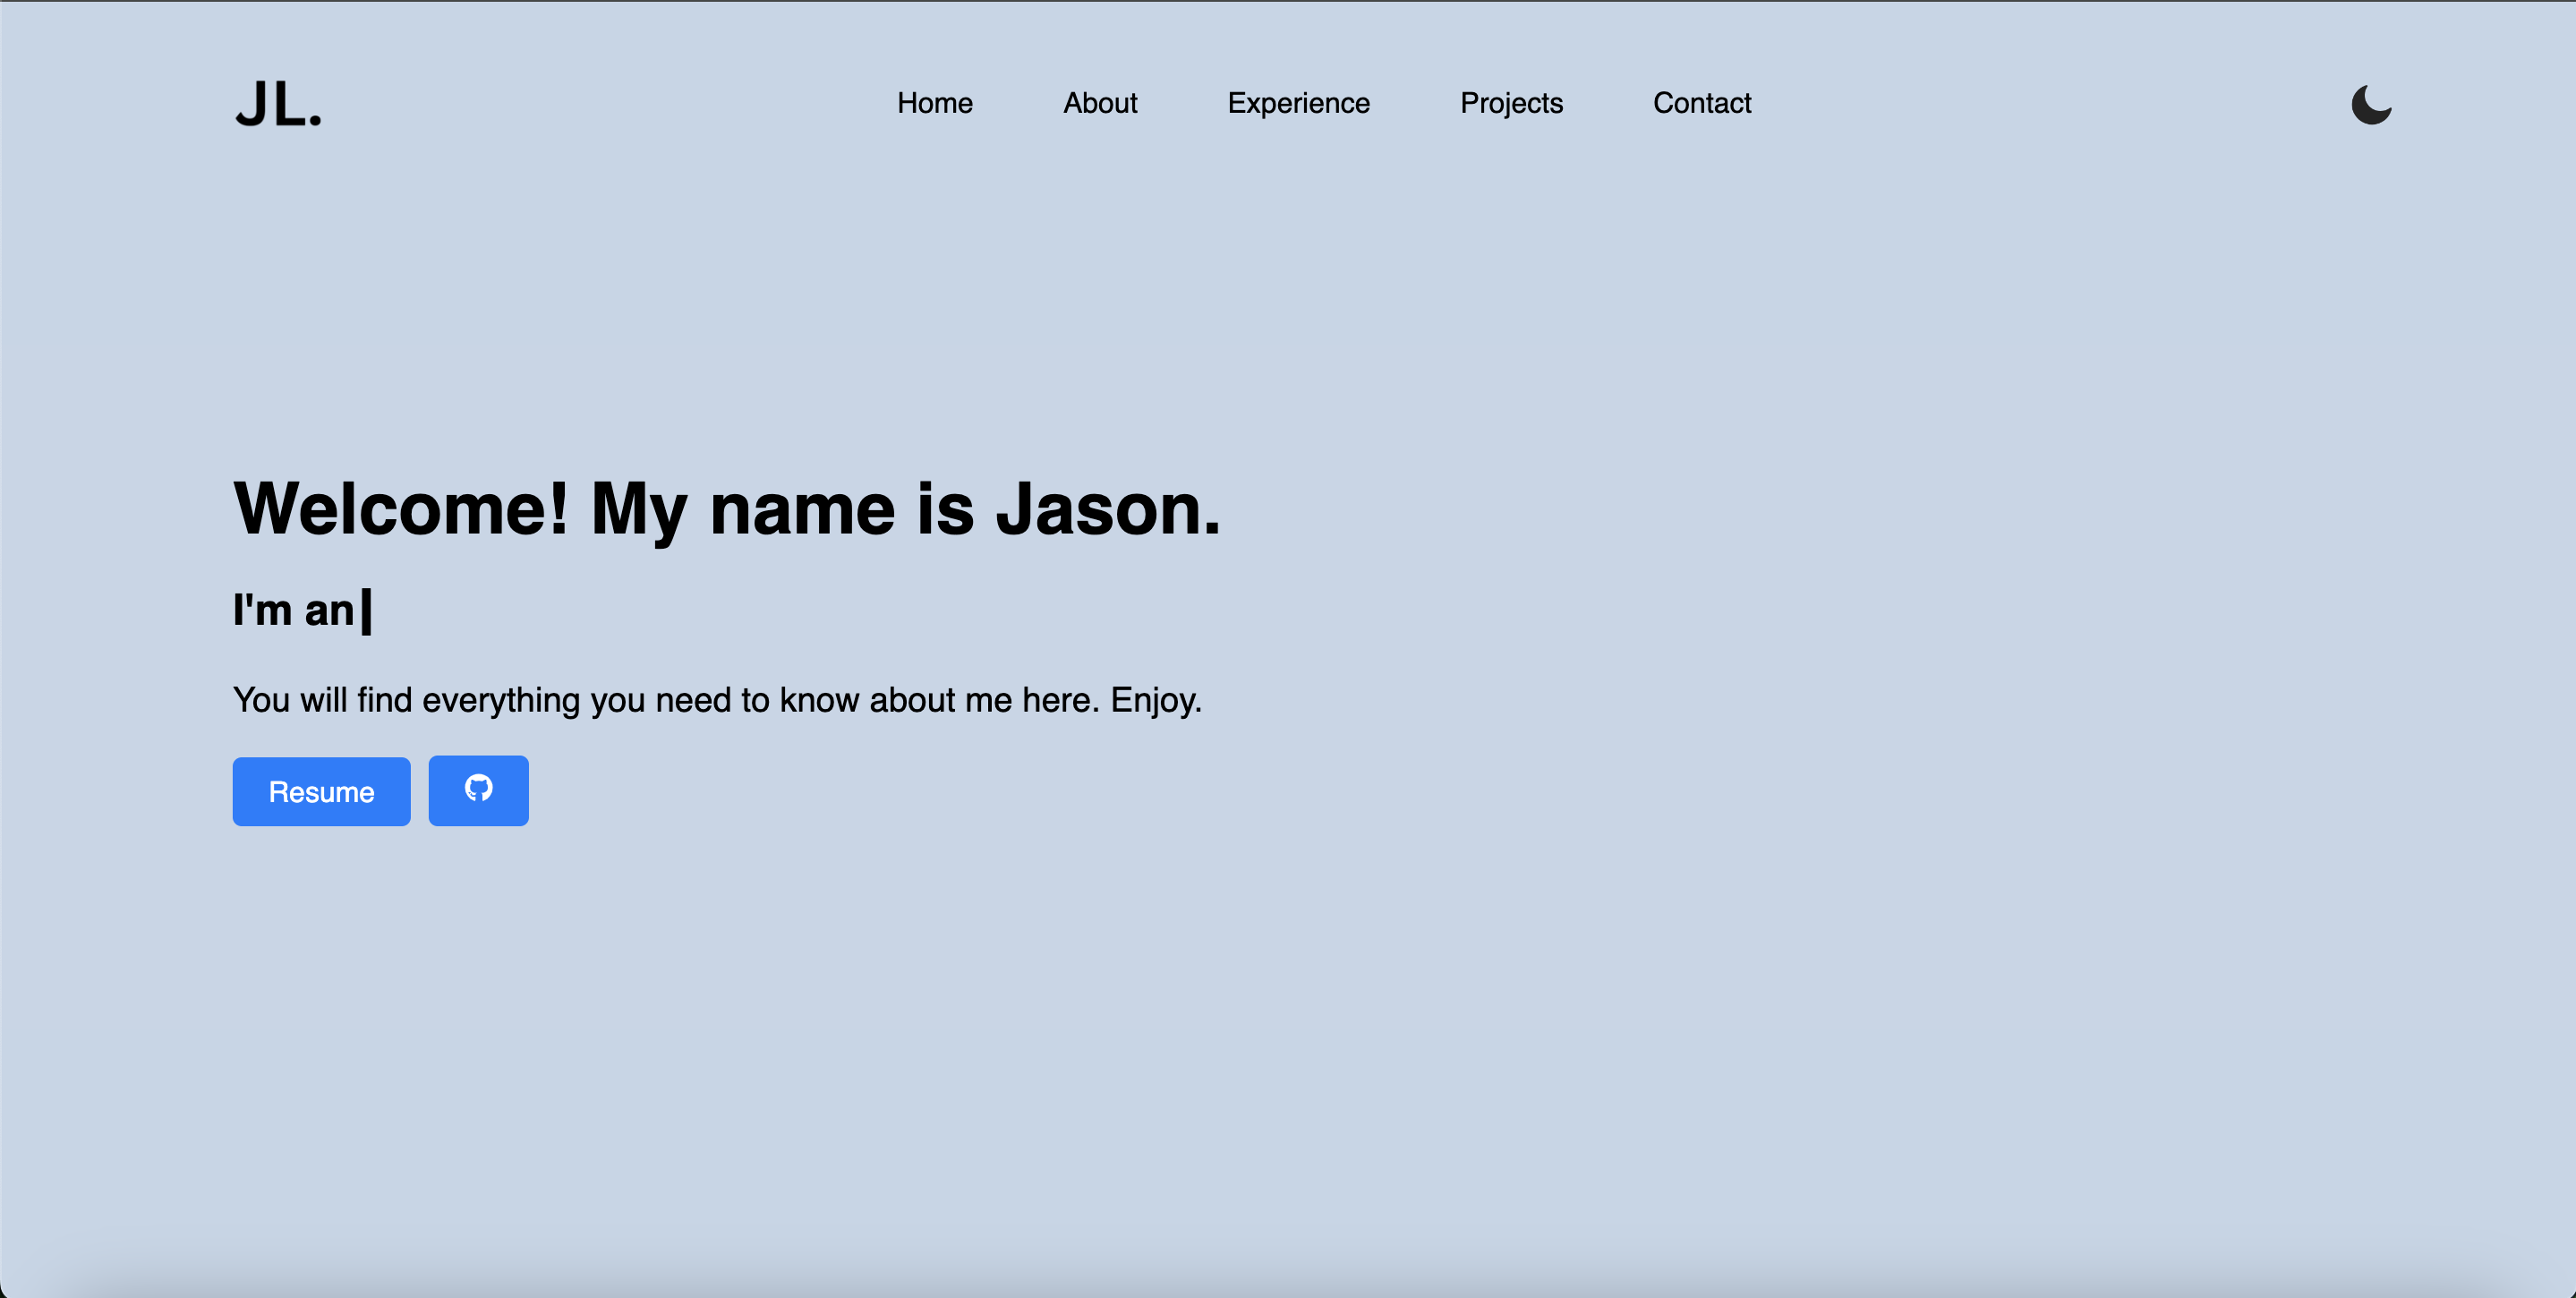 JL.
Home About Experience Projects Contact
Welcome! My name is Jason.
I'm an
You will find everything you need to know about me here. Enjoy.
Resume